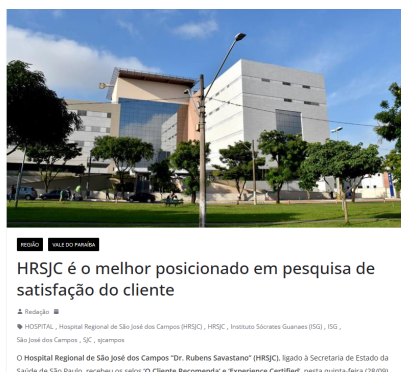 REGIÃO VALE DO PARAÍBA
HRSJC é o melhor posicionado em pesquisa de
satisfação do cliente
Redação
HOSPITAL , Hospital Regional de São José dos Campos (HRSJC) , HRSJC , Instituto Sócrates Guanaes (ISG) , ISG ,
São José dos Campos , SJC , sjcampos
O Hospital Regional de São José dos Campos “Dr. Rubens Savastano” (HRSJC), ligado à Secretaria de Estado da
Saúde de São Paulo, recebeu os selos ‘O Cliente Recomenda’ e ‘Experience Certified’, nesta quinta-feira (28/09)